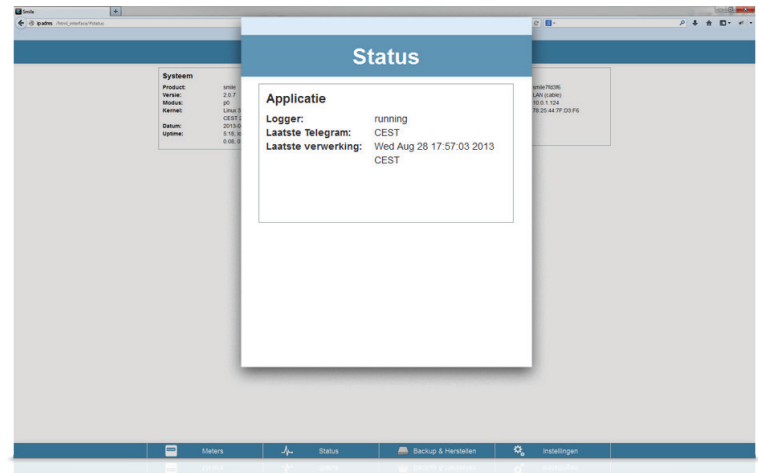 Smile
Status
Systeem
Product: smile
Versie: 2.0.7
Modus: p0
Kernel: Linux 3
CEST 2
Datum: 2013-0
Uptime: 5:18,
0.08, 0
Applicatie
Logger: running
Laatste Telegram: CEST
Laatste verwerking: Wed Aug 28 17:57:03 2013
CEST
LAN (cable)
10.0.1.124
Meters
Status
Backup & Herstellen
Instellingen